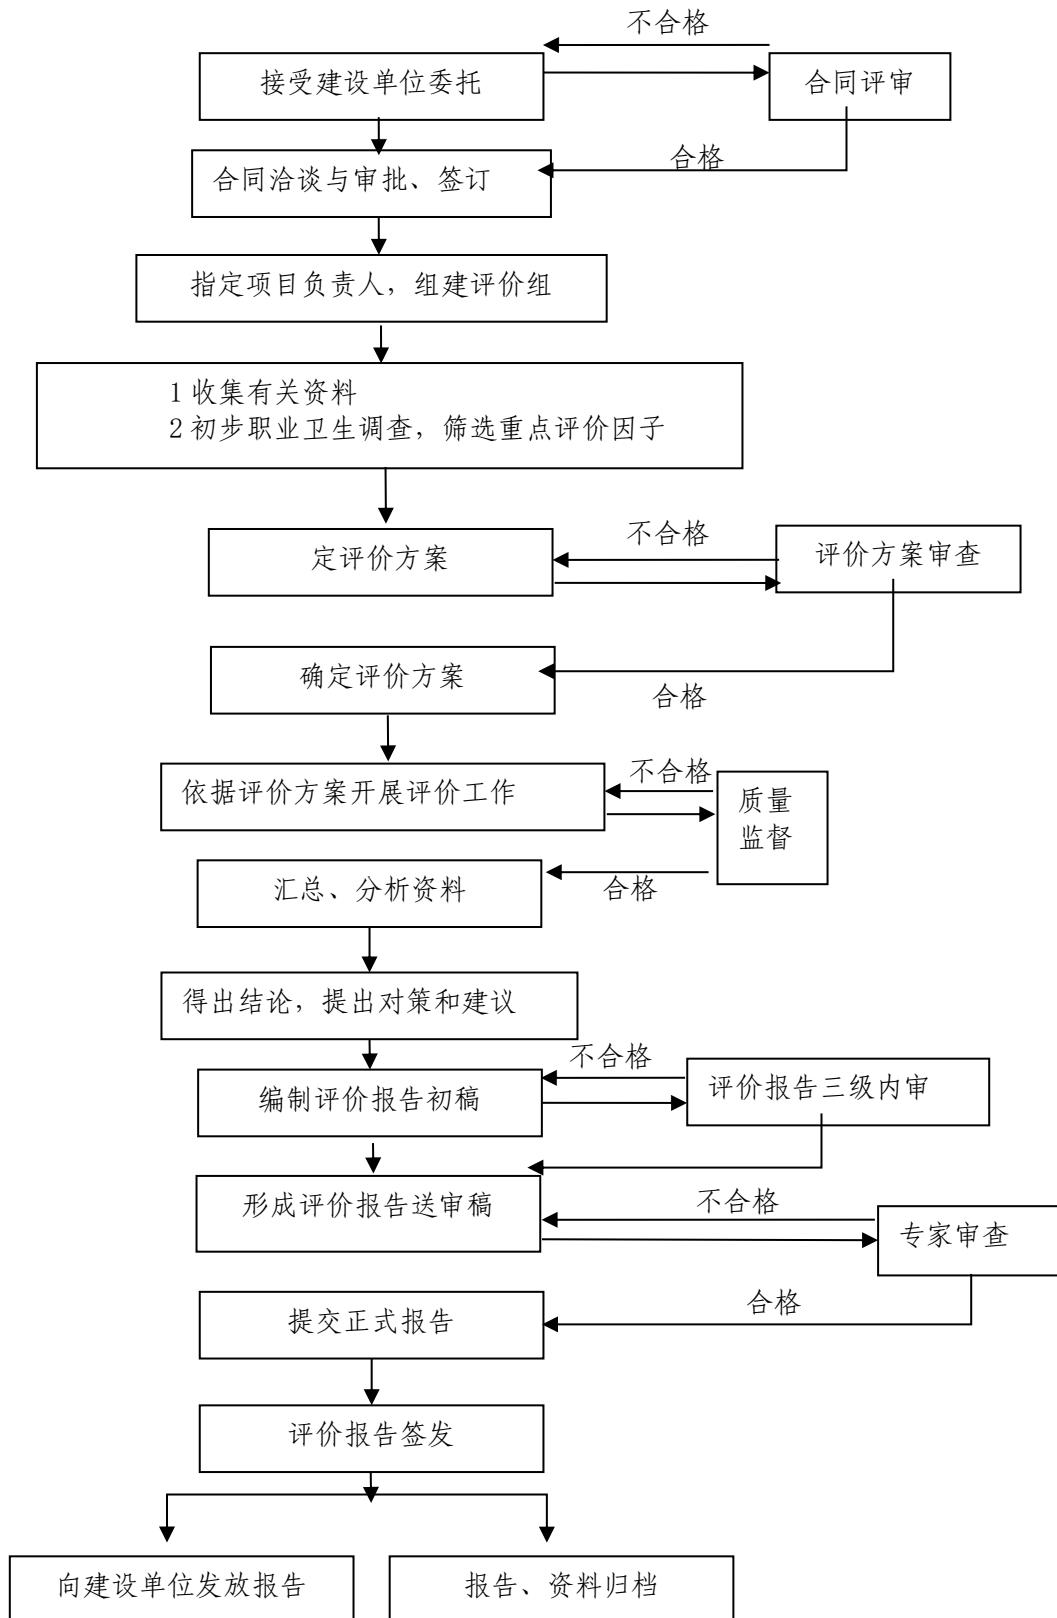 不合格
接受建设单位委托
合同评审
合格
合同洽谈与审批、签订
指定项目负责人，组建评价组
1 收集有关资料
2 初步职业卫生调查，筛选重点评价因子
不合格
定评价方案
评价方案审查
确定评价方案
合格
不合格
依据评价方案开展评价工作
质量
监督
汇总、分析资料
合格
得出结论，提出对策和建议
不合格
编制评价报告初稿
评价报告三级内审
形成评价报告送审稿
不合格
专家审查
提交正式报告
合格
评价报告签发
向建设单位发放报告
报告、资料归档